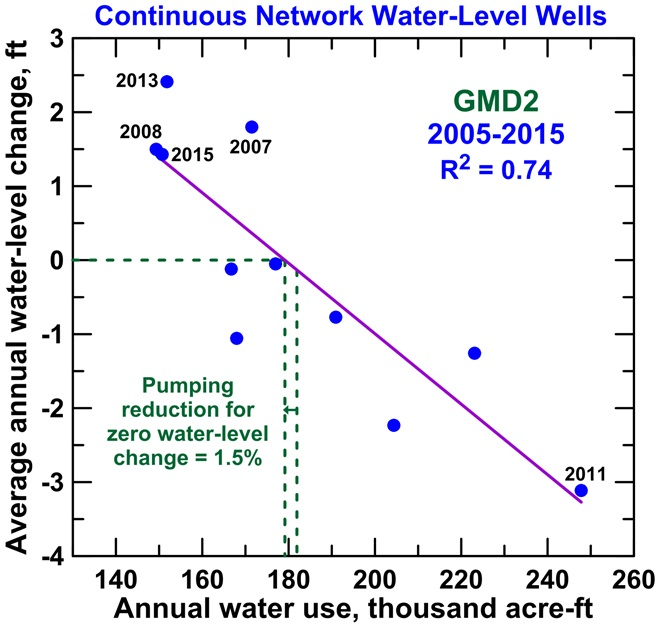 Continuous Network Water-Level Wells
Average annual water-level change, ft
3
2
1
0
-1
-2
-3
-4
2013
2008
2015
2007
GMD2
2005-2015
R² = 0.74
Pumping
reduction for
zero water-level
change = 1.5%
2011
140
160
180
200
220
240
260
Annual water use, thousand acre-ft